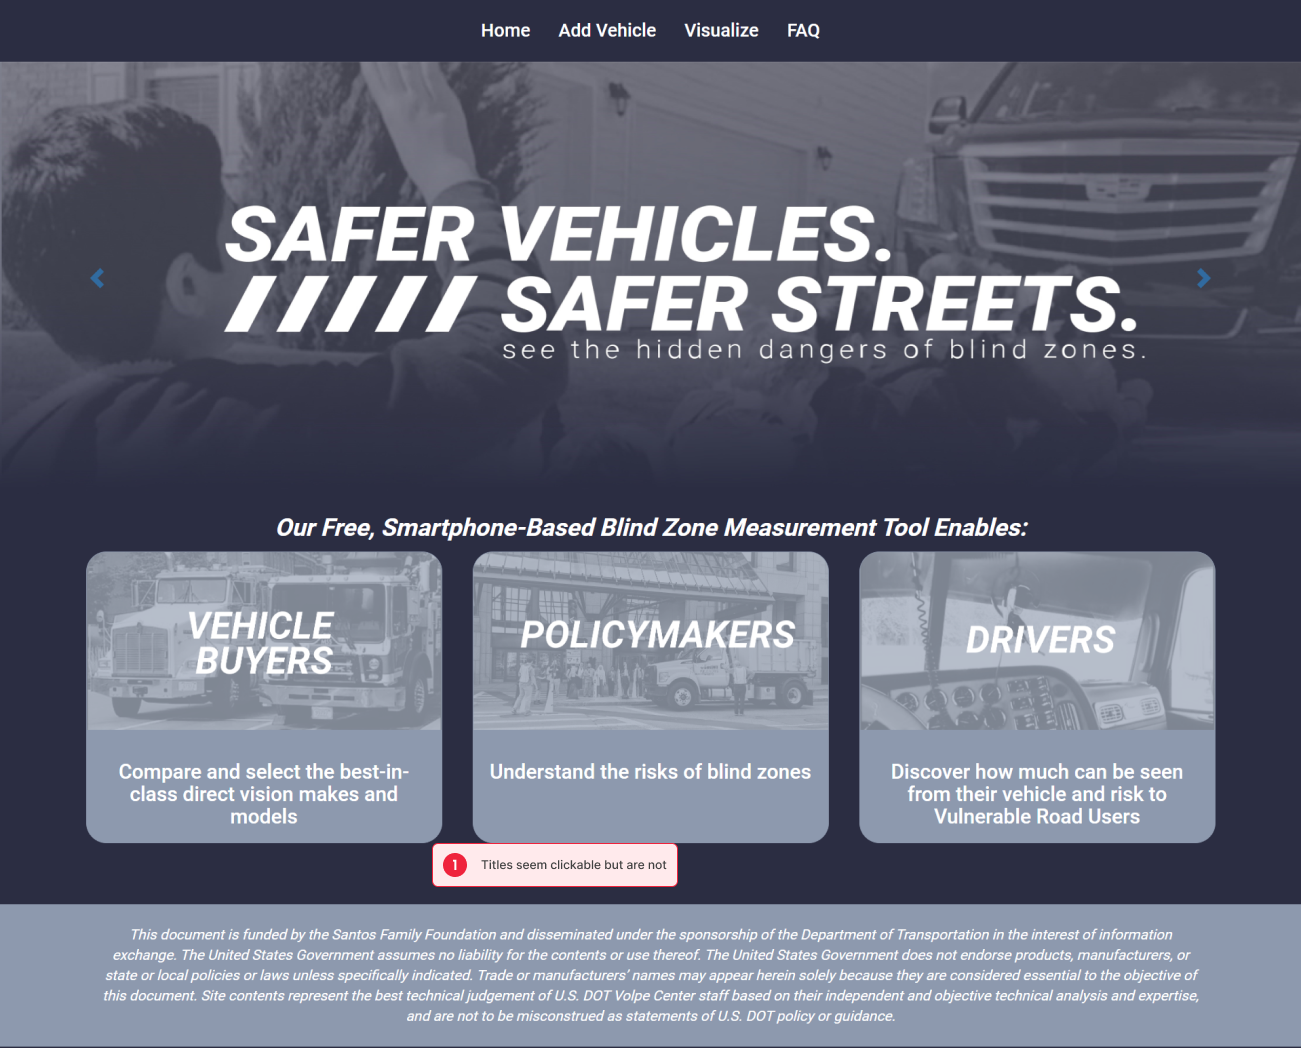 Home Add Vehicle Visualize FAQ
SAFER VEHICLES.
SAFER STREETS.
see the hidden dangers of blind zones.
Our Free, Smartphone-Based Blind Zone Measurement Tool Enables:
VEHICLE
BUYERS
Compare and select the best-in-
class direct vision makes and
models
POLICYMAKERS
Understand the risks of blind zones
DRIVERS
Discover how much can be seen
from their vehicle and risk to
Vulnerable Road Users
1 Titles seem clickable but are not
This document is funded by the Santos Family Foundation and disseminated under the sponsorship of the Department of Transportation in the interest of information
exchange. The United States Government assumes no liability for the contents or use thereof. The United States Government does not endorse products, manufacturers, or
state or local policies or laws unless specifically indicated. Trade or manufacturers' names may appear herein solely because they are considered essential to the objective of
this document. Site contents represent the best technical judgement of U.S. DOT Volpe Center staff based on their independent and objective technical analysis and expertise,
and are not to be misconstrued as statements of U.S. DOT policy or guidance.